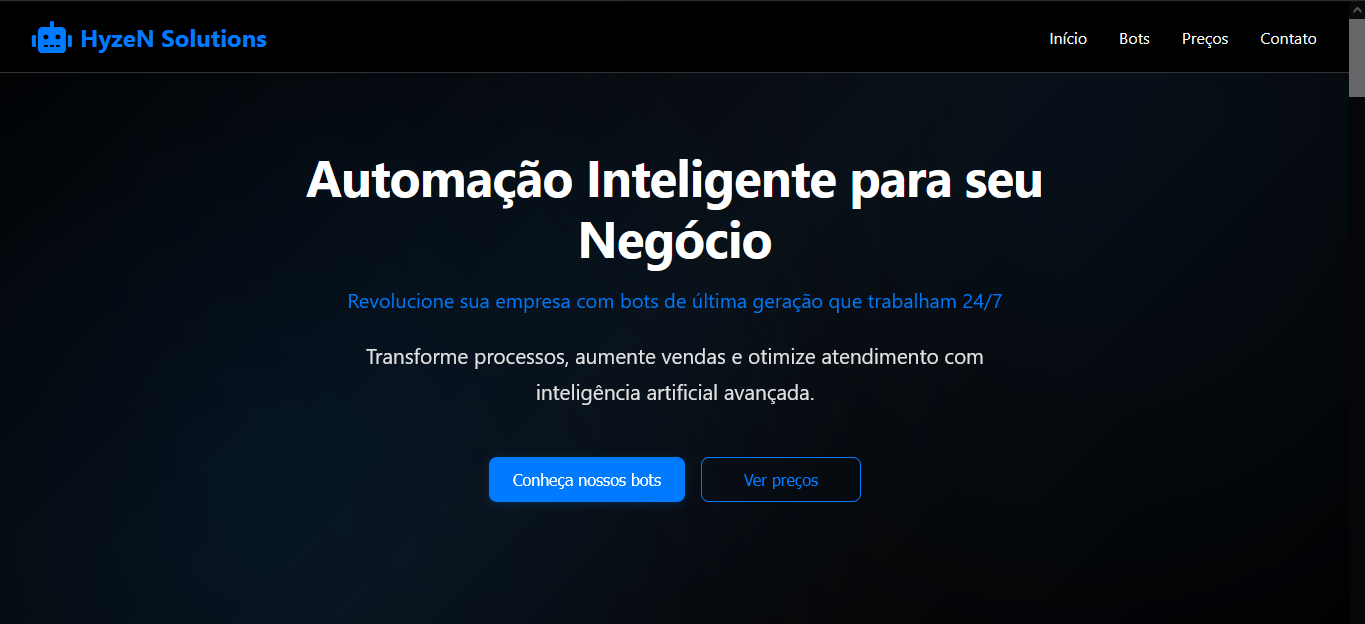 HyzeN Solutions
Início
Bots
Preços
Contato
Automação Inteligente para seu
Negócio
Revolucione sua empresa com bots de última geração que trabalham 24/7
Transforme processos, aumente vendas e otimize atendimento com
inteligência artificial avançada.
Conheça nossos bots
Ver preços